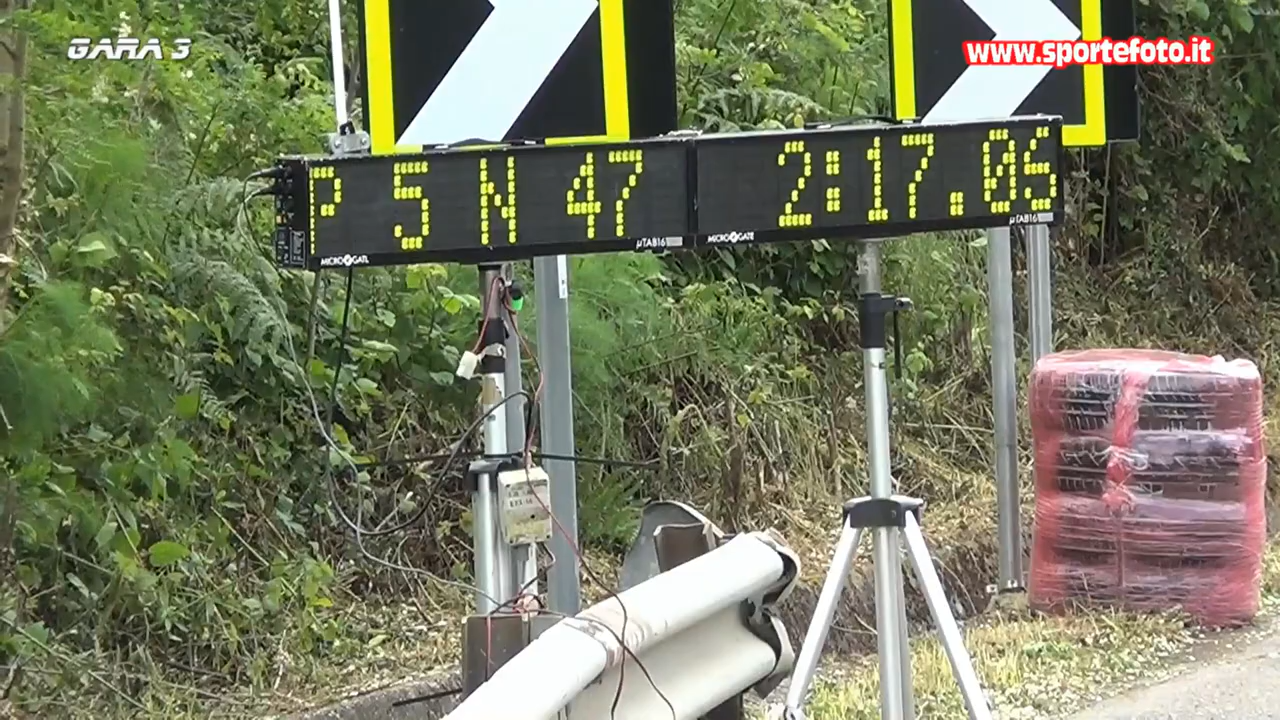 GARA 3
www.sportefoto.it
P 5 N 47 2:17.05
MICROGATE
µTAB16
MICROGATE
µTAB16